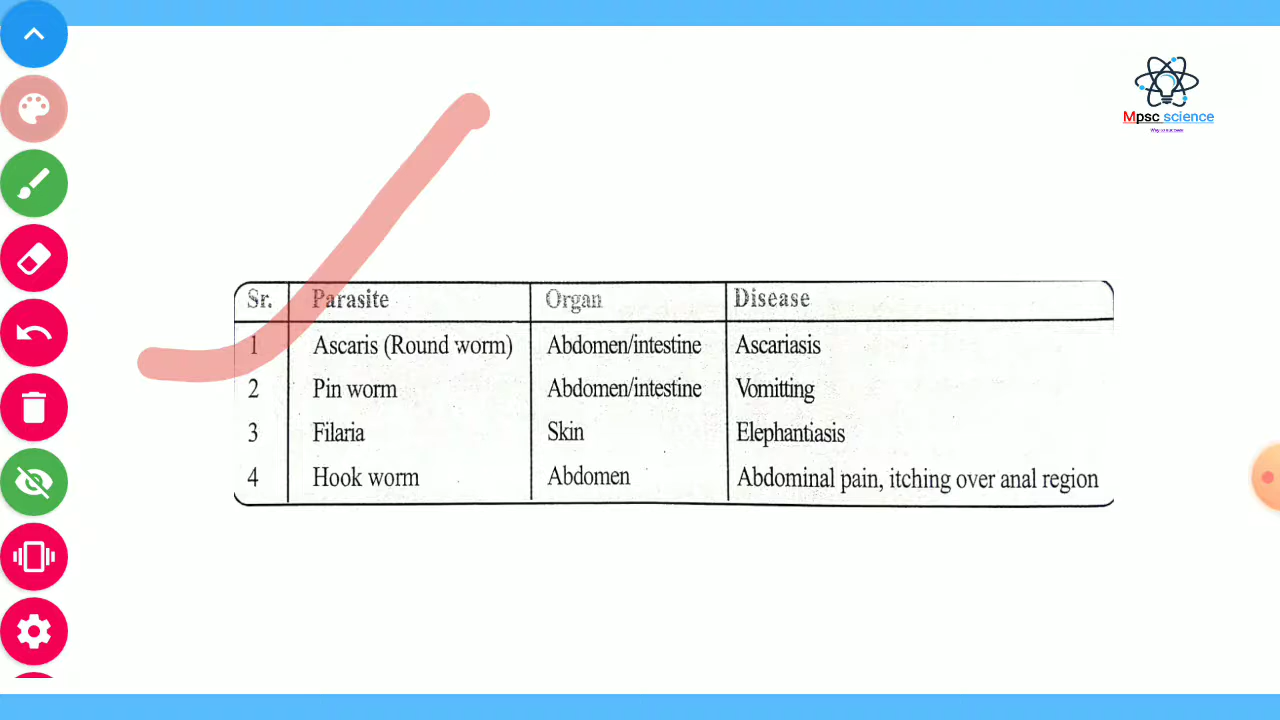 Mpsc science
Sr. Parasite Organ Disease
1 Ascaris (Round worm) Abdomen/intestine Ascariasis
2 Pin worm Abdomen/intestine Vomitting
3 Filaria Skin Elephantiasis
4 Hook worm Abdomen Abdominal pain, itching over anal region